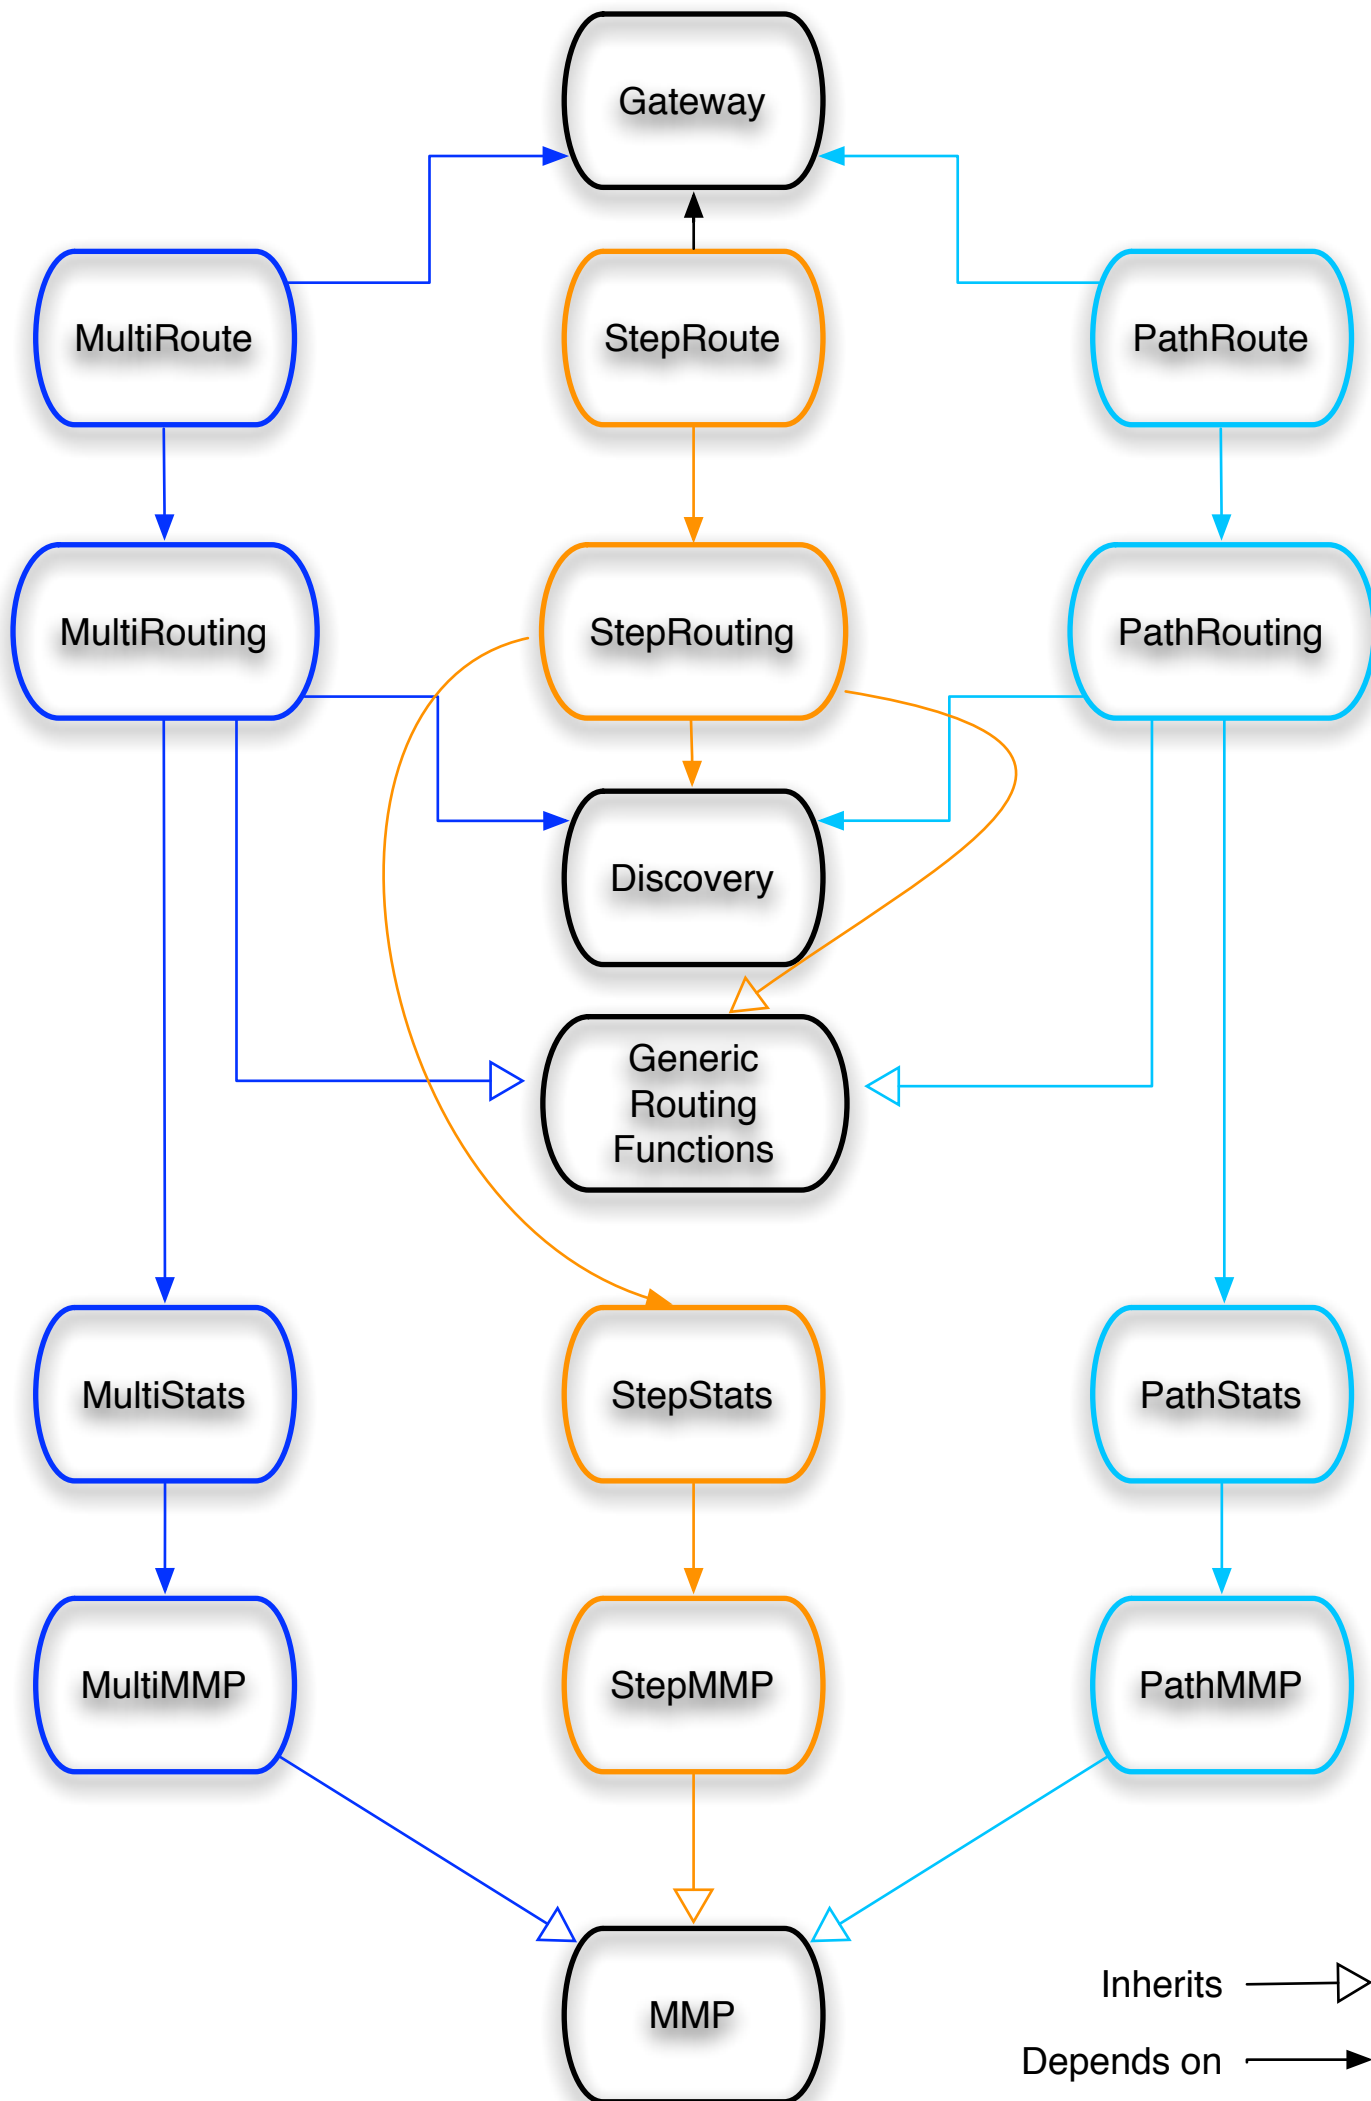 Gateway
MultiRoute
StepRoute
PathRoute
MultiRouting
StepRouting
PathRouting
Discovery
Generic
Routing
Functions
MultiStats
StepStats
PathStats
MultiMMP
StepMMP
PathMMP
MMP
Inherits
Depends on